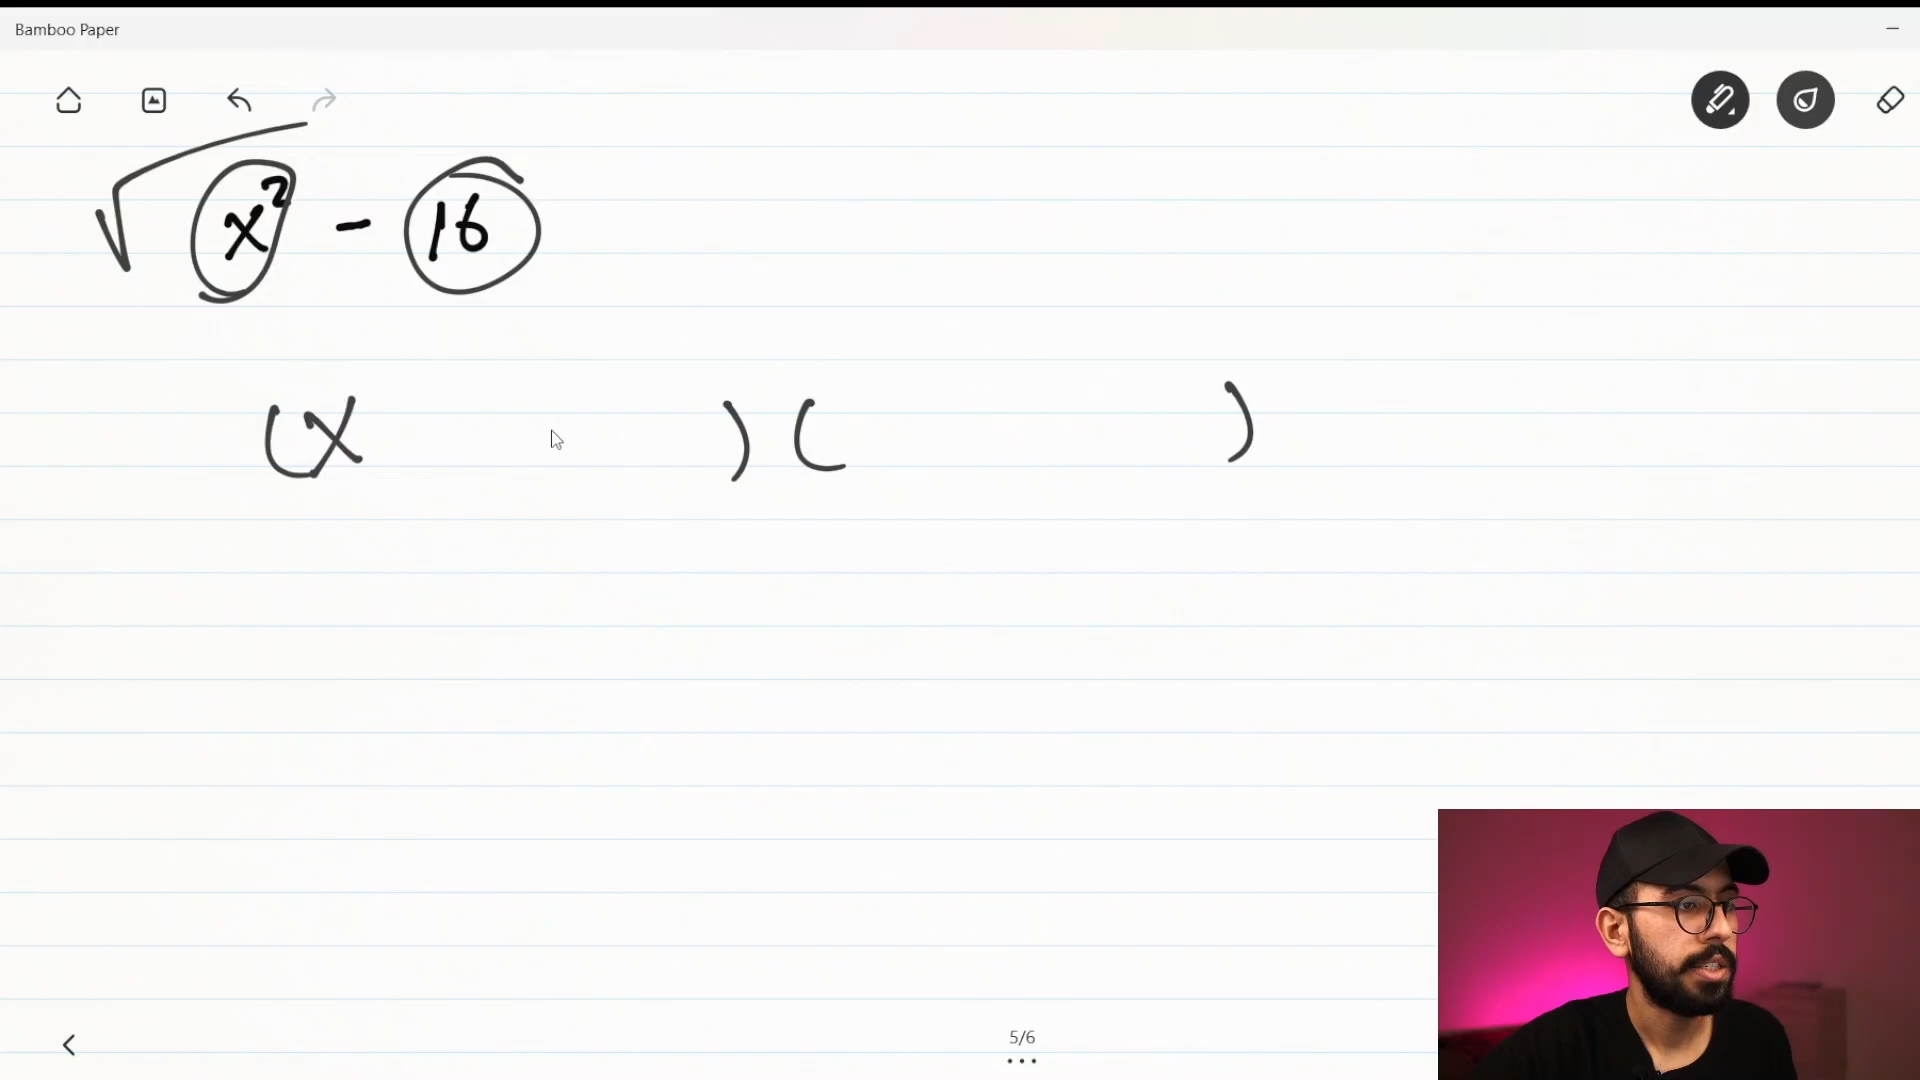 Bamboo Paper
√x² - 16
(x )( )
5/6